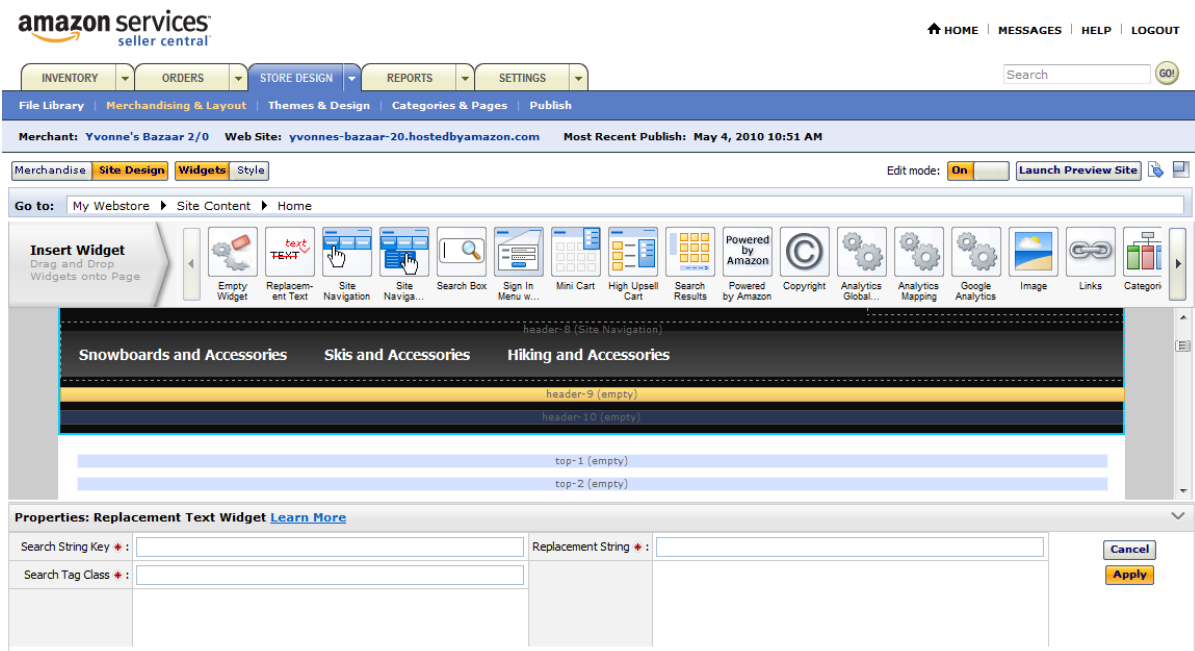 amazon services
seller central
HOME | MESSAGES | HELP | LOGOUT
INVENTORY ORDERS STORE DESIGN REPORTS SETTINGS Search GO!
File Library | Merchandising & Layout | Themes & Design | Categories & Pages | Publish
Merchant: Yvonne's Bazaar 2/0 Web Site: yvonnes-bazaar-20.hostedbyamazon.com Most Recent Publish: May 4, 2010 10:51 AM
Merchandise Site Design Widgets Style Edit mode: On Launch Preview Site
Go to: My Webstore Site Content Home
Insert Widget
Drag and Drop
Widgets onto Page
text
TEXT
Powered
by
Amazon
Empty
Widget
Replacem-
ent Text
Site
Navigation
Site
Naviga...
Search Box
Sign In
Menu w...
Mini Cart
High Upsell
Cart
Search
Results
Powered
by Amazon
Copyright
Analytics
Global...
Analytics
Mapping
Google
Analytics
Image
Links
Categori
header-8 (Site Navigation)
Snowboards and Accessories Skis and Accessories Hiking and Accessories
header-9 (empty)
header-10 (empty)
top-1 (empty)
top-2 (empty)
Properties: Replacement Text Widget Learn More
Search String Key * : Replacement String * : Cancel
Search Tag Class * : Apply